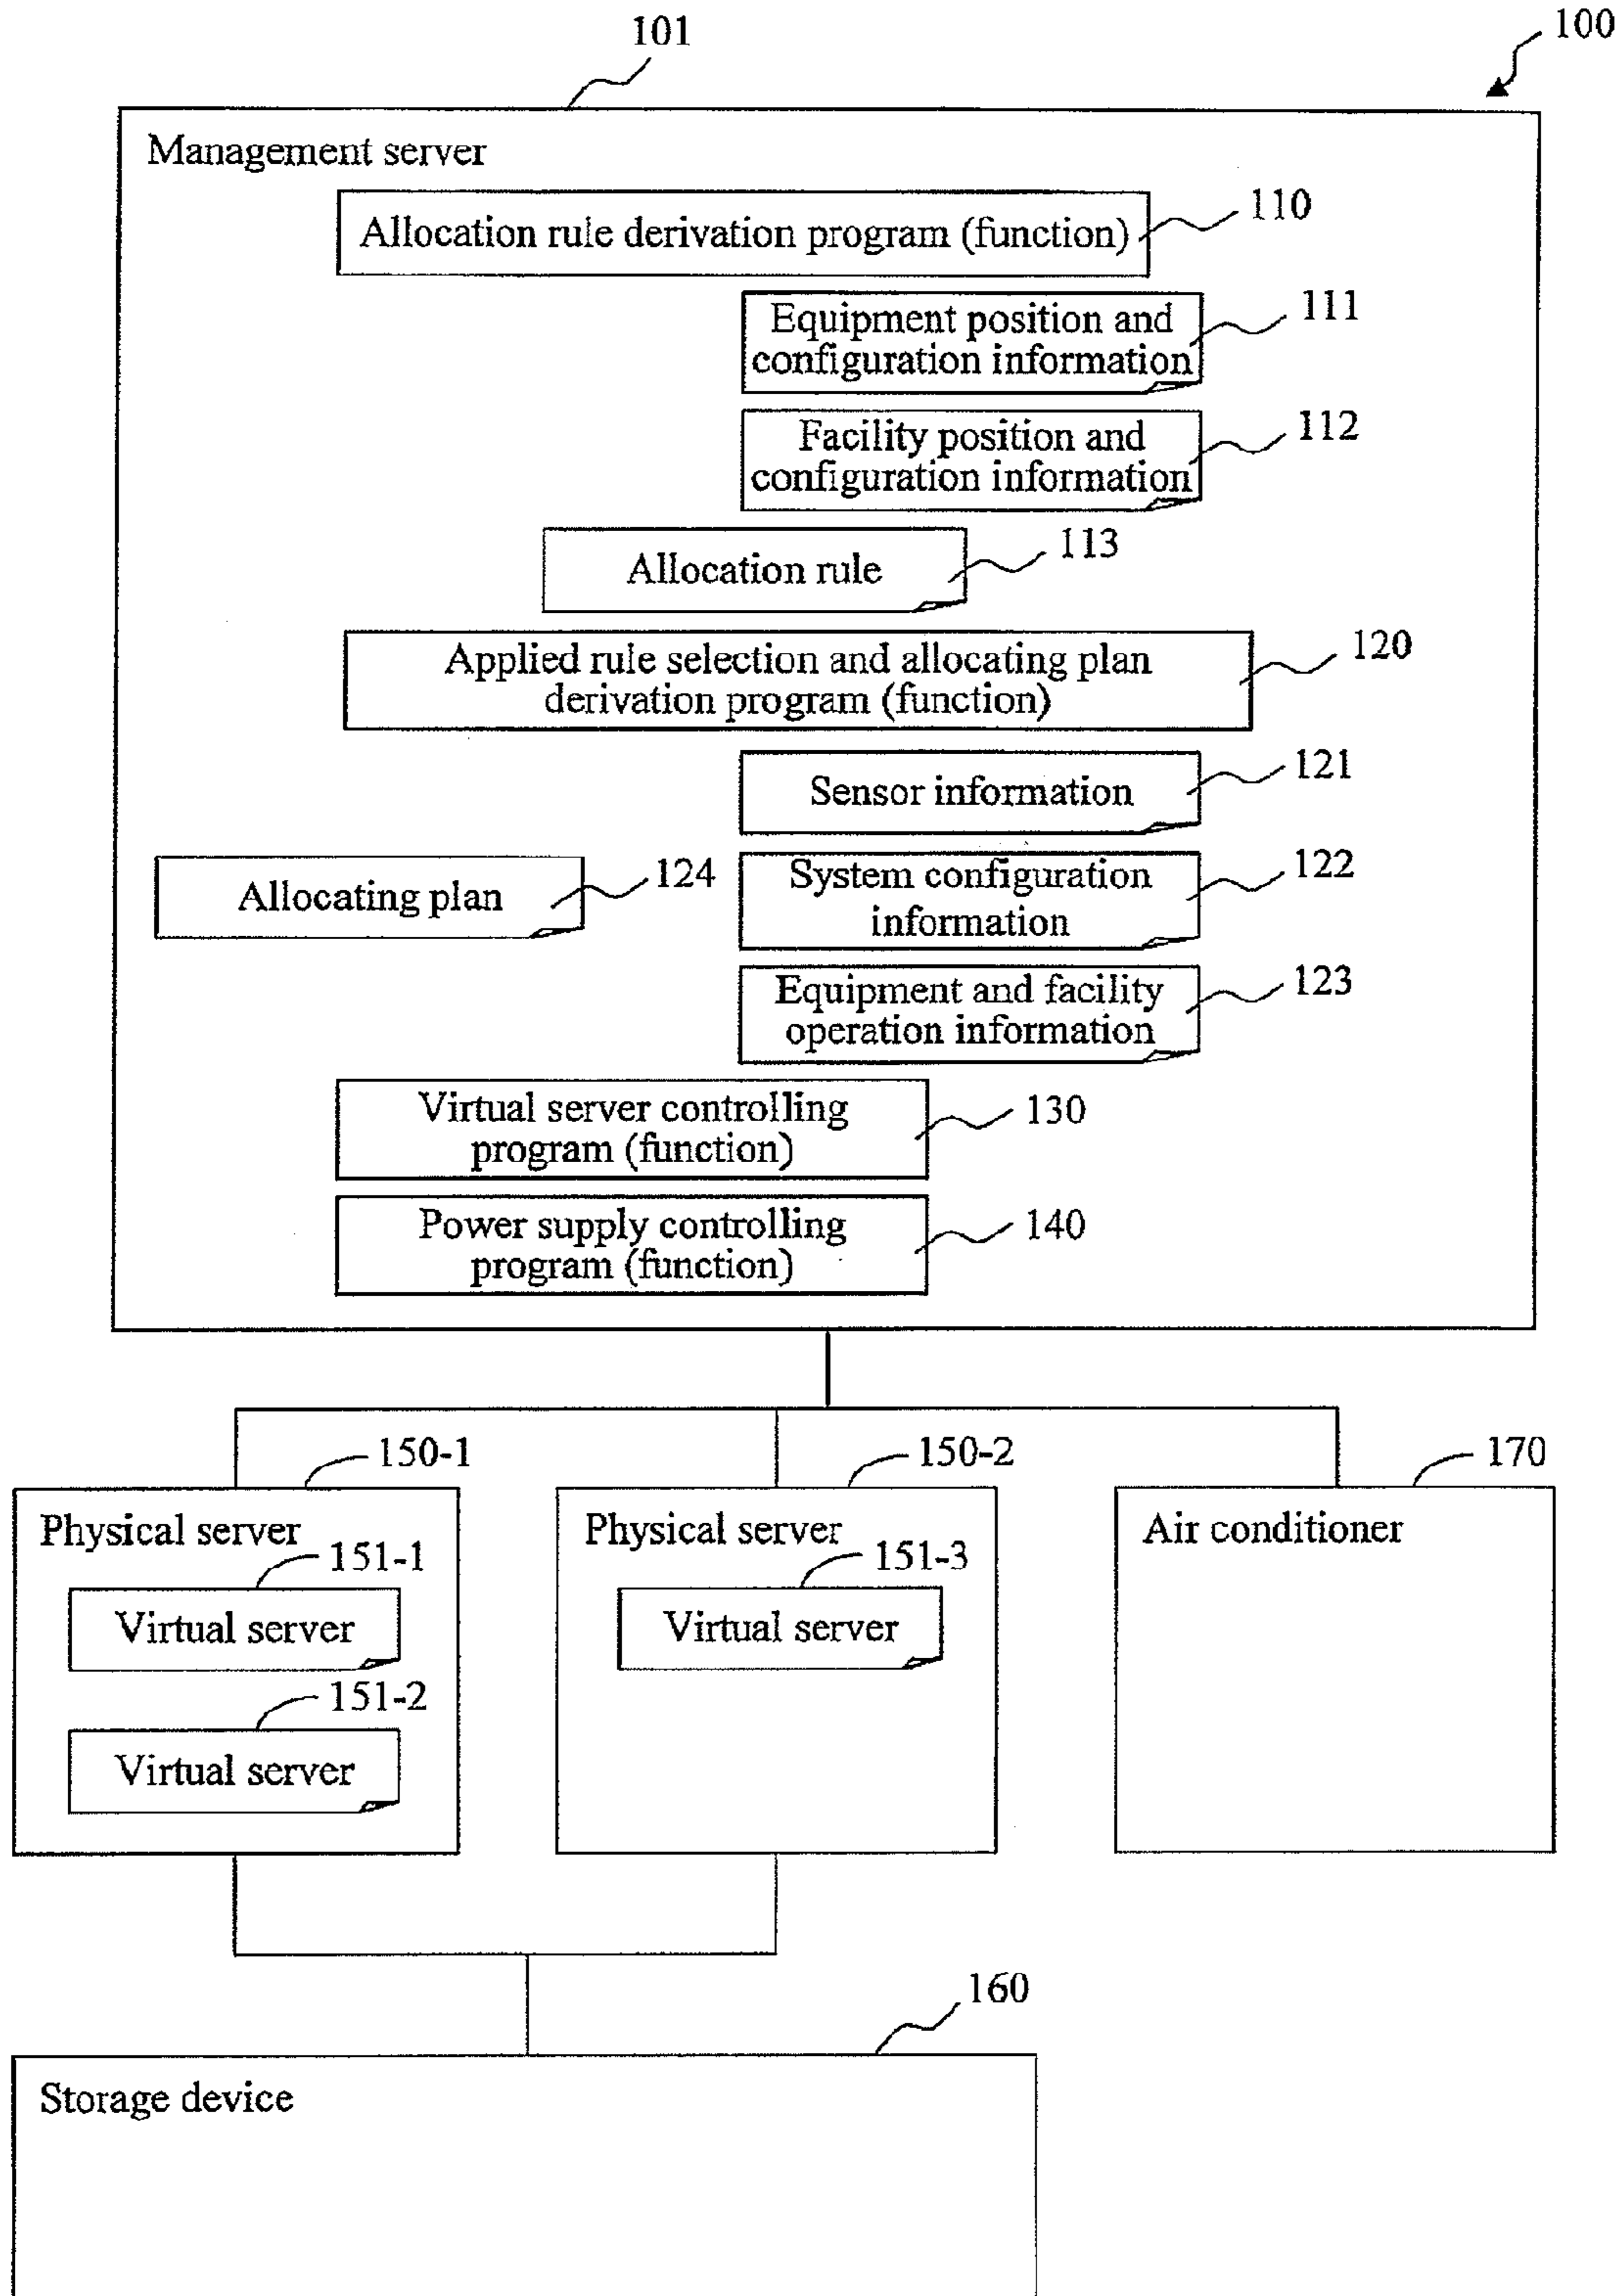 100
101
Management server
Allocation rule derivation program (function)
110
Equipment position and
configuration information
111
Facility position and
configuration information
112
Allocation rule
113
Applied rule selection and allocating plan
derivation program (function)
120
Sensor information
121
Allocating plan
124
System configuration
information
122
Equipment and facility
operation information
123
Virtual server controlling
program (function)
130
Power supply controlling
program (function)
140
150-1
Physical server
151-1
Virtual server
151-2
Virtual server
150-2
Physical server
151-3
Virtual server
170
Air conditioner
160
Storage device